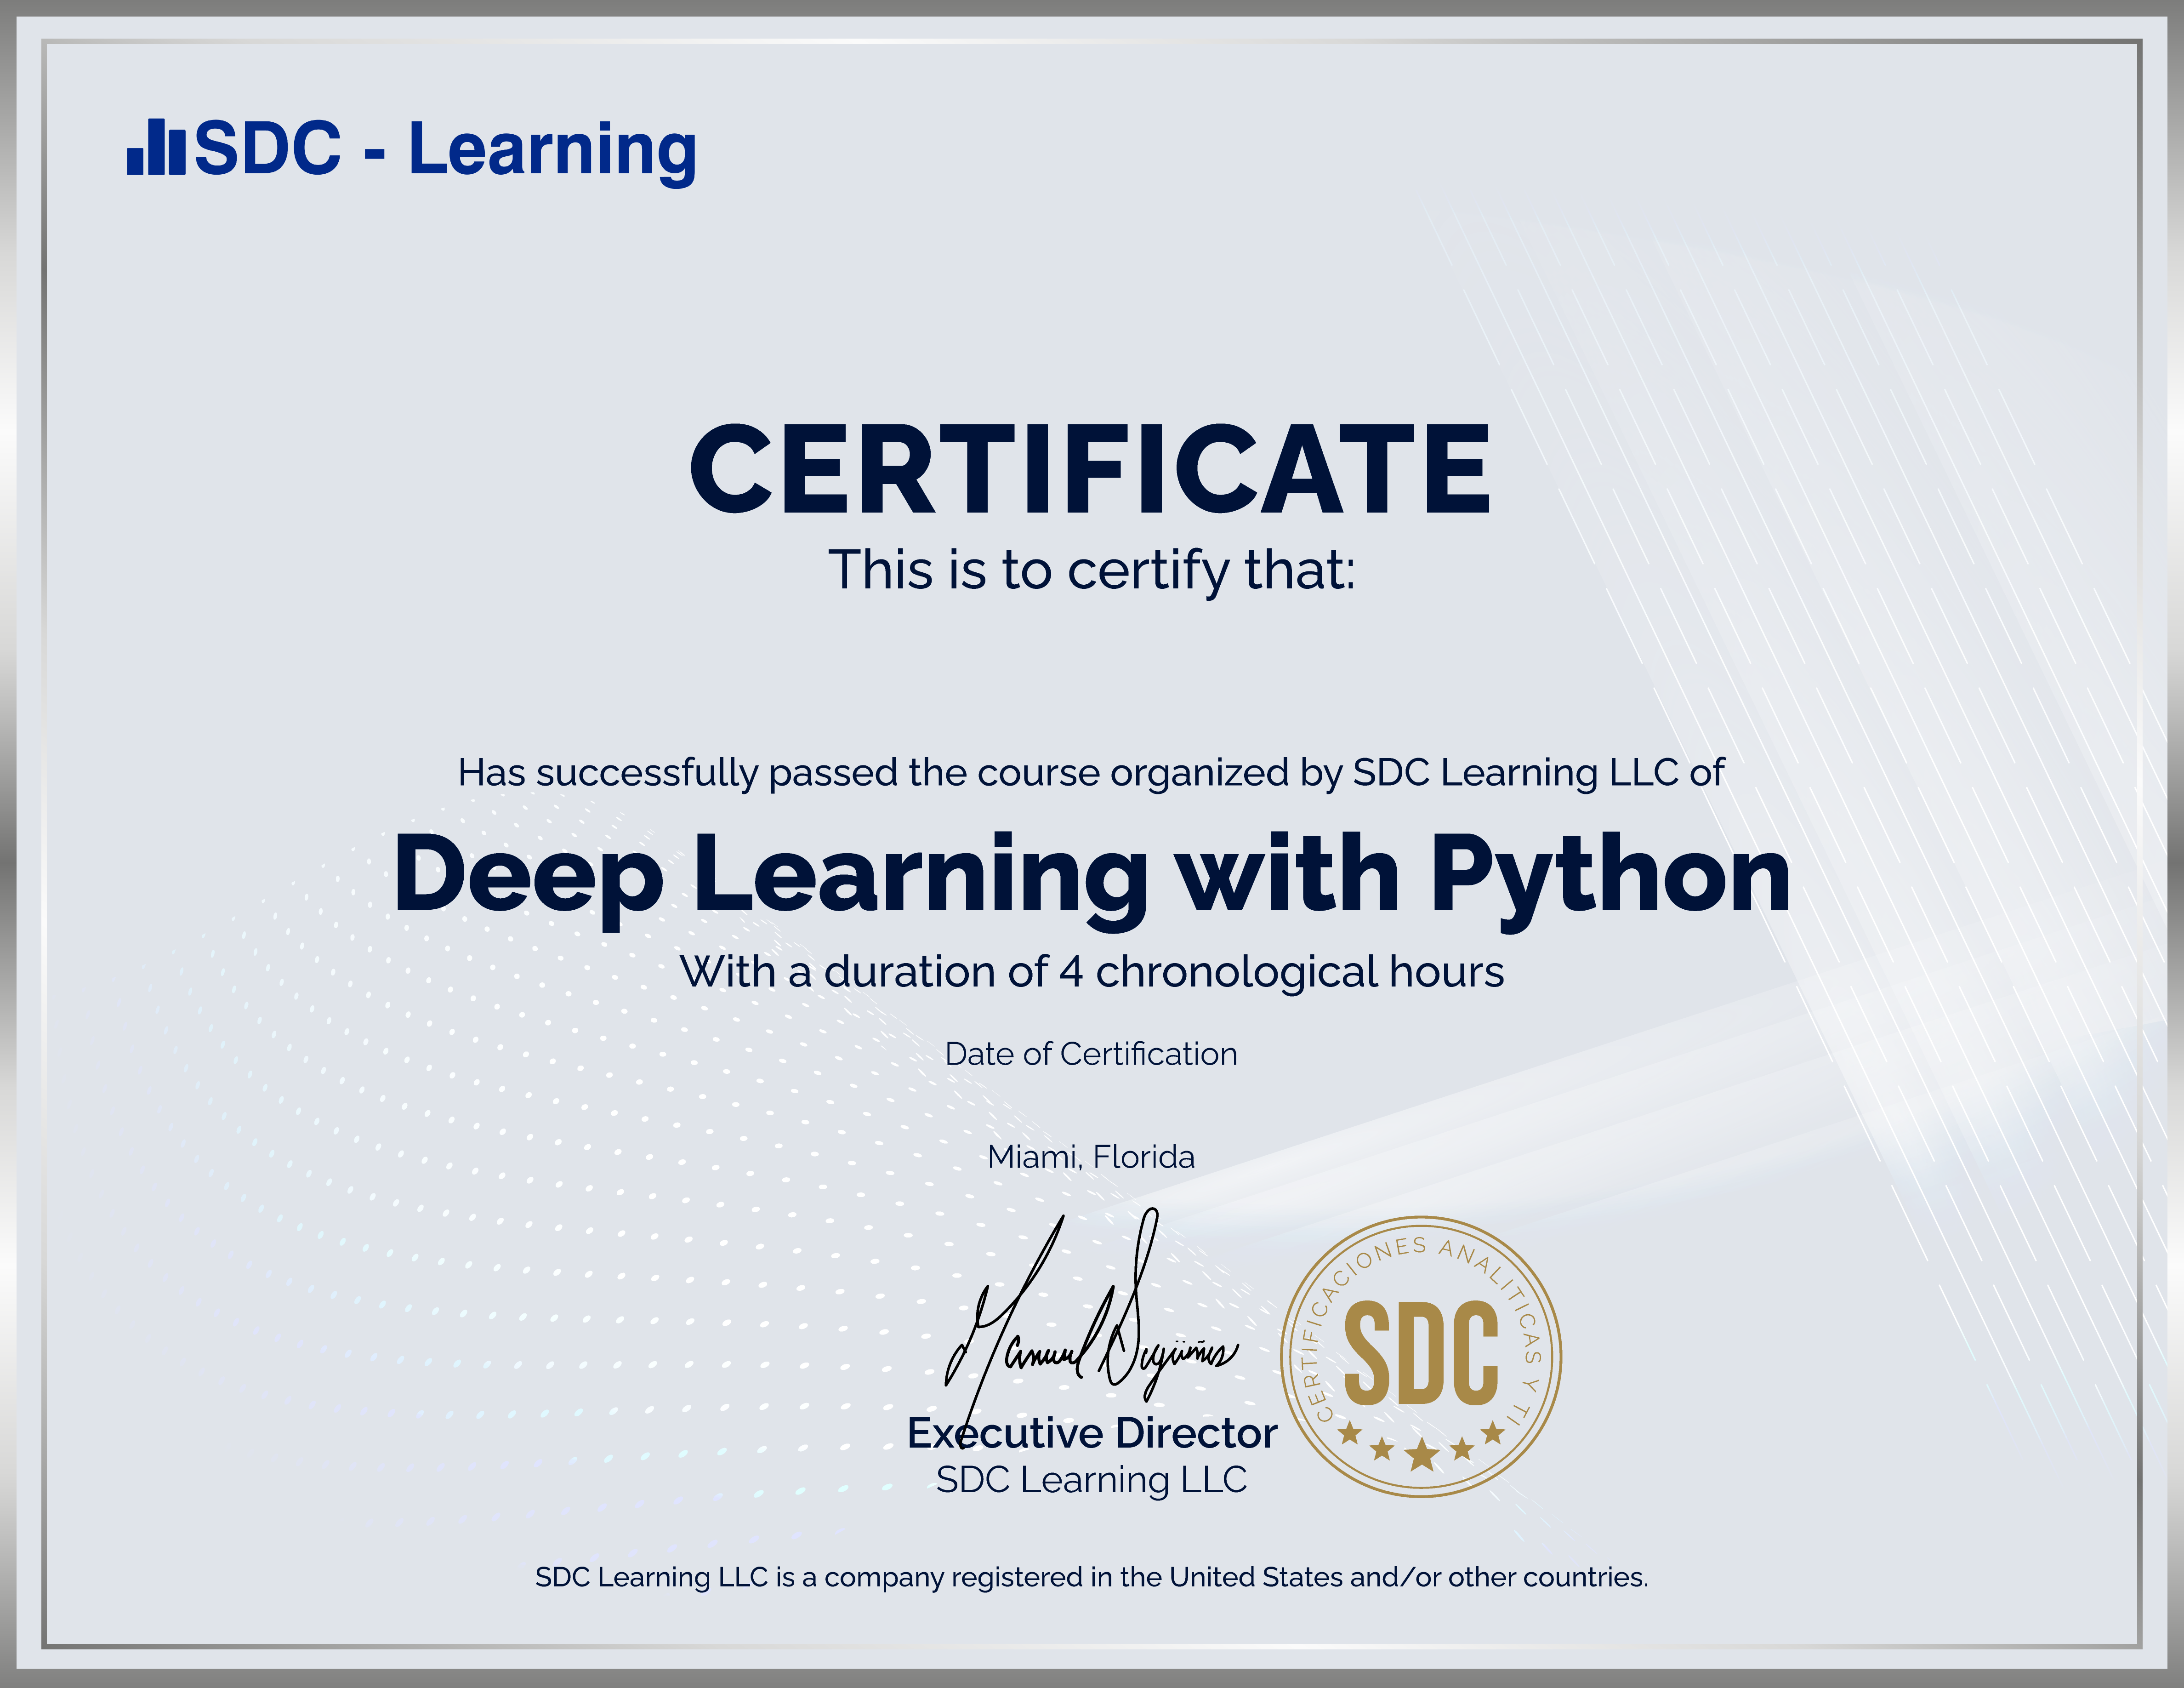 SDC - Learning
CERTIFICATE
This is to certify that:
Has successfully passed the course organized by SDC Learning LLC of
Deep Learning with Python
With a duration of 4 chronological hours
Date of Certification
Miami, Florida
Executive Director
SDC Learning LLC
CERTIFICACIONES ANALITICAS Y TI
SDC
SDC Learning LLC is a company registered in the United States and/or other countries.